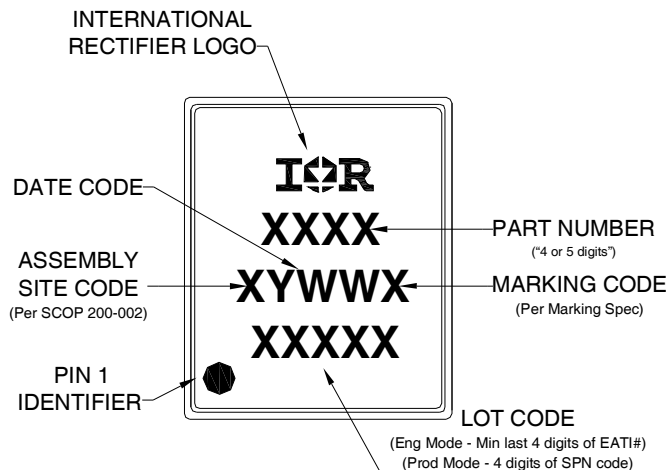 INTERNATIONAL
RECTIFIER LOGO
IOR
DATE CODE
XXXX
PART NUMBER
("4 or 5 digits")
ASSEMBLY
SITE CODE
(Per SCOP 200-002)
XYWWX
MARKING CODE
(Per Marking Spec)
XXXXX
PIN 1
IDENTIFIER
LOT CODE
(Eng Mode - Min last 4 digits of EATI#)
(Prod Mode - 4 digits of SPN code)